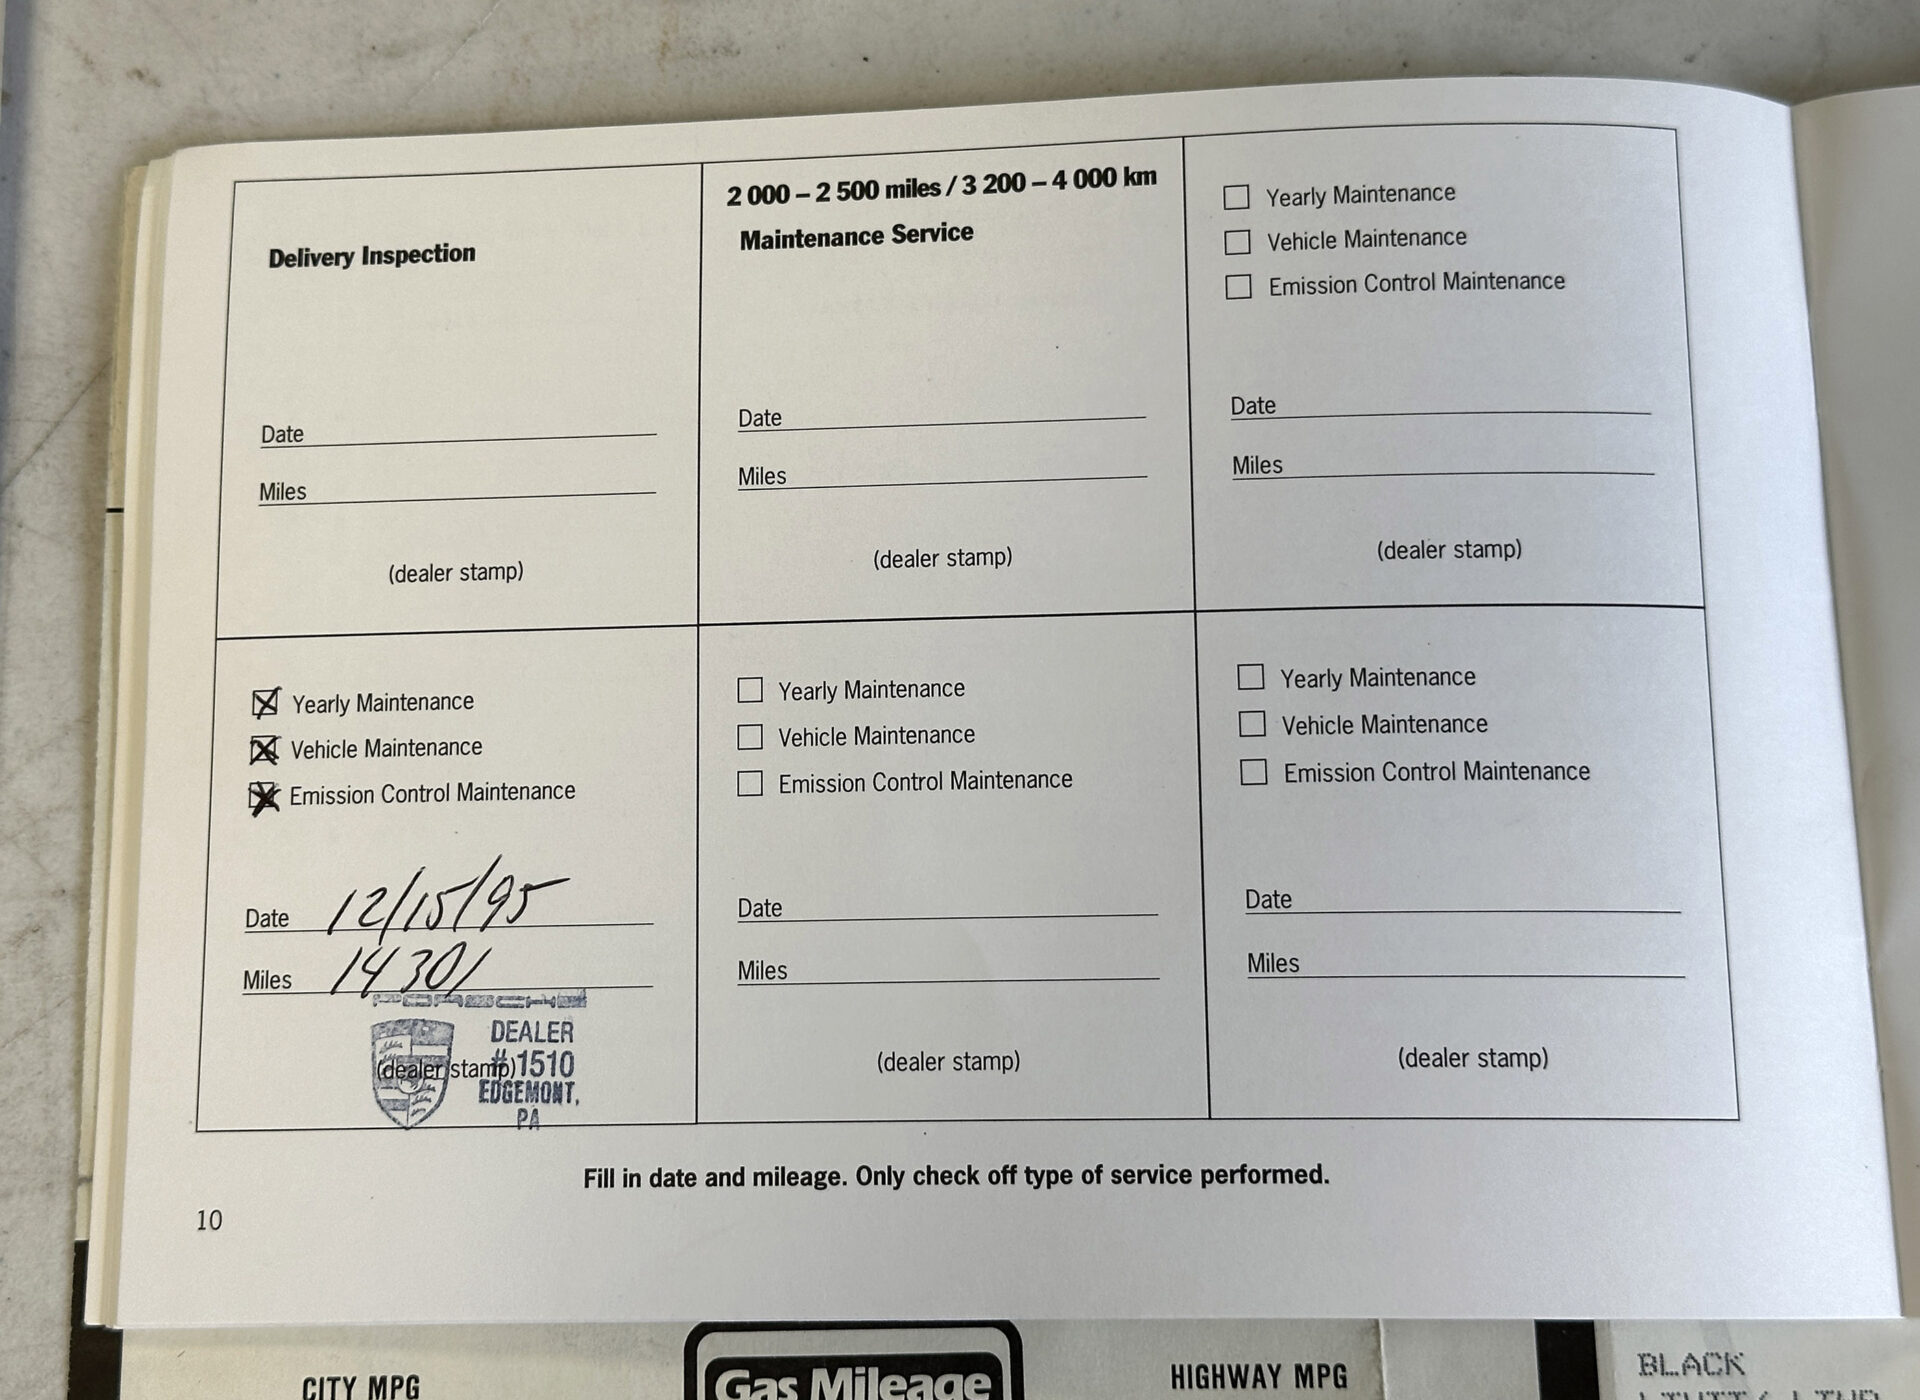 Delivery Inspection
Date
Miles
(dealer stamp)
2 000 – 2 500 miles / 3 200 – 4 000 km
Maintenance Service
Date
Miles
(dealer stamp)
Yearly Maintenance
Vehicle Maintenance
Emission Control Maintenance
Date
Miles
(dealer stamp)
Yearly Maintenance
Vehicle Maintenance
Emission Control Maintenance
Date 12/15/95
Miles 14301
PORSCHE
DEALER
(dealer stamp) #1510
EDGEMONT,
PA
Yearly Maintenance
Vehicle Maintenance
Emission Control Maintenance
Date
Miles
(dealer stamp)
Yearly Maintenance
Vehicle Maintenance
Emission Control Maintenance
Date
Miles
(dealer stamp)
Fill in date and mileage. Only check off type of service performed.
10
CITY MPG
Gas Mileage
HIGHWAY MPG
BLACK